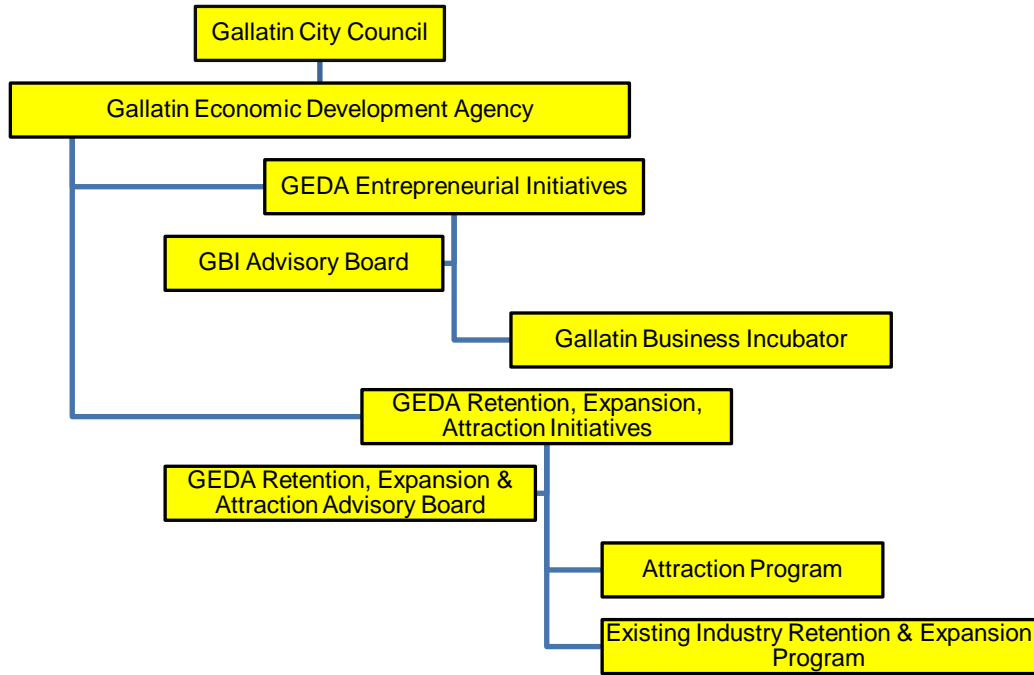 Gallatin City Council
Gallatin Economic Development Agency
GEDA Entrepreneurial Initiatives
GBI Advisory Board
Gallatin Business Incubator
GEDA Retention, Expansion,
Attraction Initiatives
GEDA Retention, Expansion &
Attraction Advisory Board
Attraction Program
Existing Industry Retention & Expansion
Program